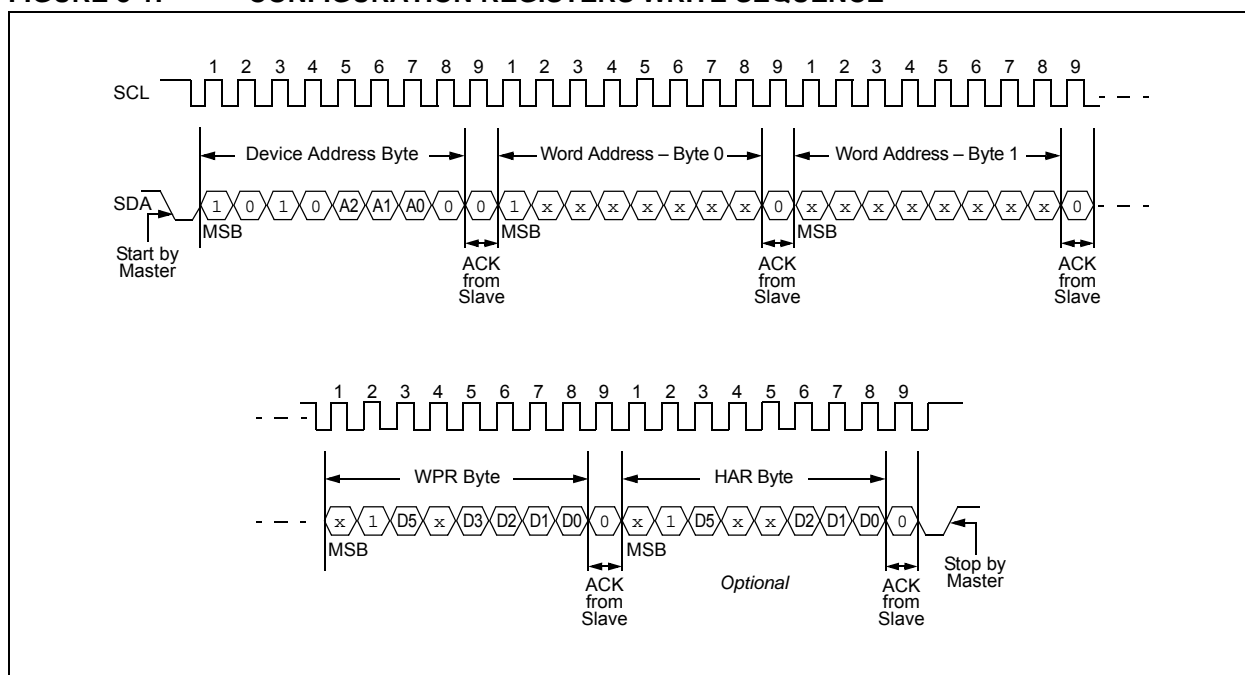 1 2 3 4 5 6 7 8 9 1 2 3 4 5 6 7 8 9 1 2 3 4 5 6 7 8 9
SCL
Device Address Byte Word Address – Byte 0 Word Address – Byte 1
SDA 1 0 1 0 A2 A1 A0 0 0 1 x x x x x x x 0 x x x x x x x x 0
MSB MSB MSB
Start by
Master
ACK
from
Slave
ACK
from
Slave
ACK
from
Slave
1 2 3 4 5 6 7 8 9 1 2 3 4 5 6 7 8 9
WPR Byte HAR Byte
x 1 D5 x D3 D2 D1 D0 0 x 1 D5 x x D2 D1 D0 0
MSB MSB
ACK
from
Slave
Optional
ACK
from
Slave
Stop by
Master